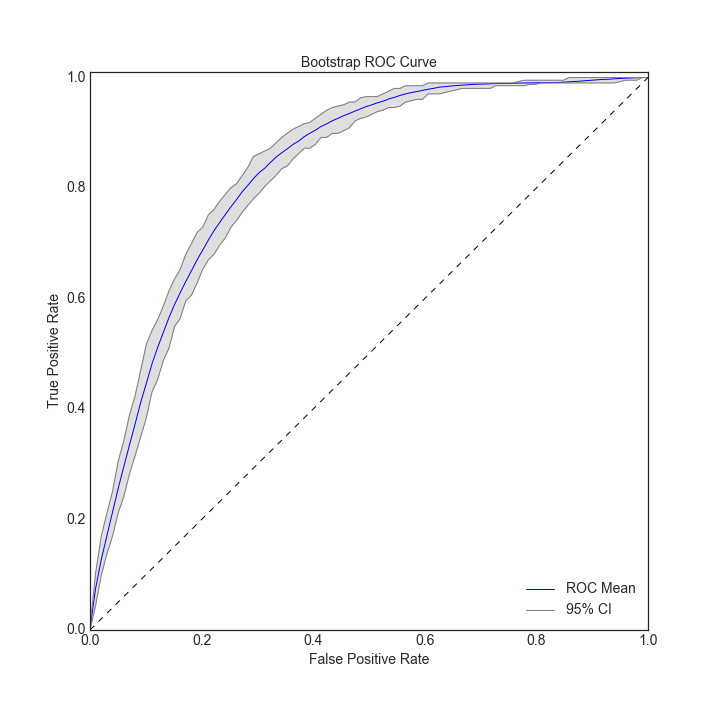 Bootstrap ROC Curve
1.0
0.8
0.6
0.4
0.2
0.0
True Positive Rate
ROC Mean
95% CI
0.0 0.2 0.4 0.6 0.8 1.0
False Positive Rate